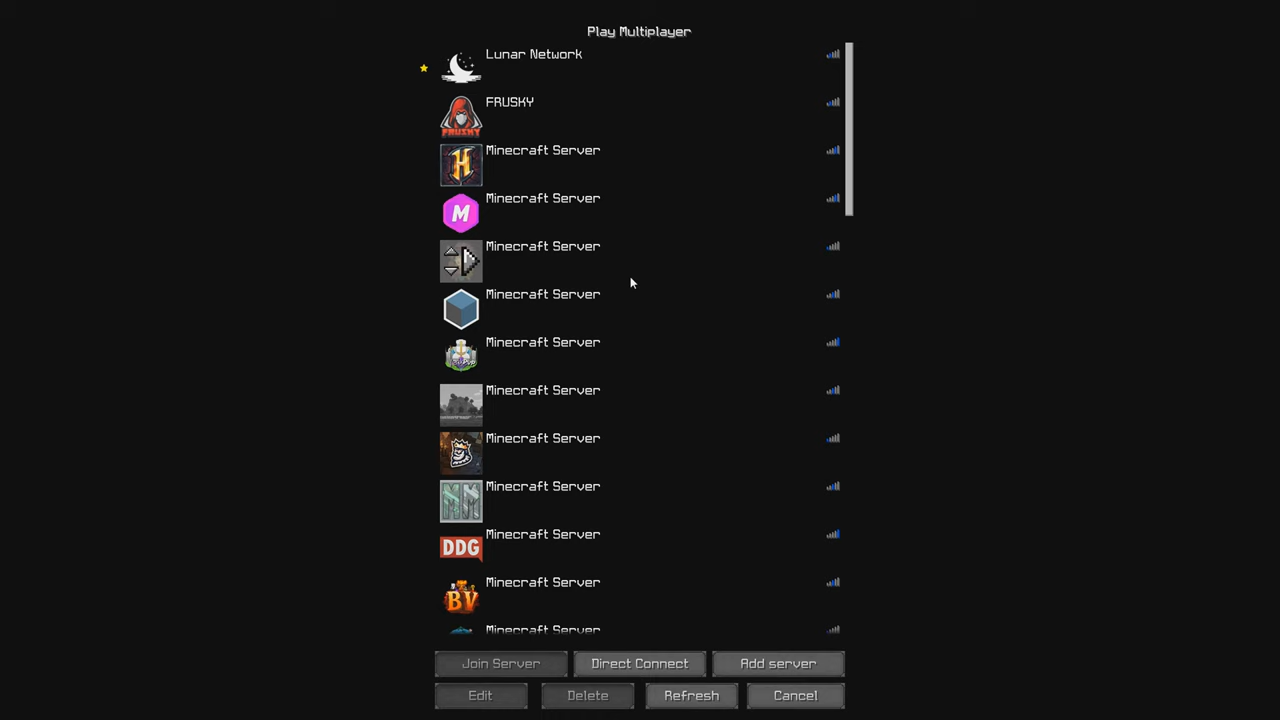 Play Multiplayer
Lunar Network
FRUSKY
FRUSKY
Minecraft Server
H
Minecraft Server
M
Minecraft Server
Minecraft Server
Minecraft Server
Minecraft Server
Minecraft Server
Minecraft Server
MM
Minecraft Server
DDG
Minecraft Server
BV
Minecraft Server
Join Server
Direct Connect
Add server
Edit
Delete
Refresh
Cancel